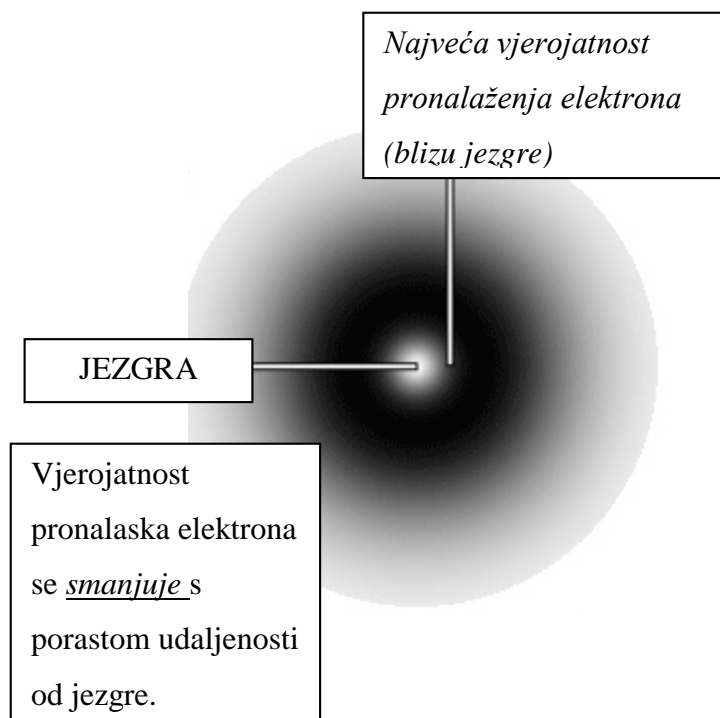 Najveća vjerojatnost
pronalaženja elektrona
(blizu jezgre)
JEZGRA
Vjerojatnost
pronalaska elektrona
se smanjuje s
porastom udaljenosti
od jezgre.